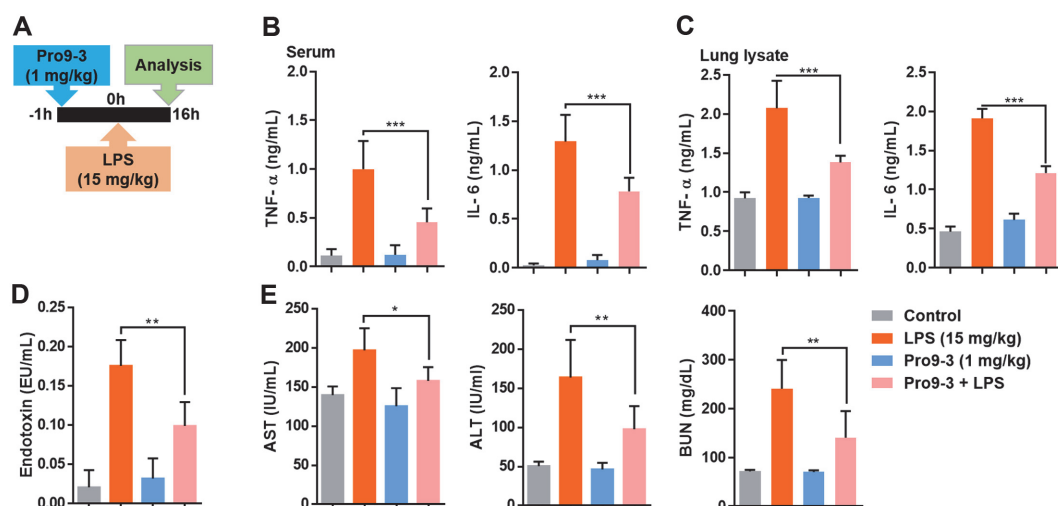 A
Pro9-3
(1 mg/kg)
Analysis
0h
-1h
16h
LPS
(15 mg/kg)
B
Serum
TNF- α (ng/mL)
2.0
1.5
1.0
0.5
0.0
***
IL- 6 (ng/mL)
2.0
1.5
1.0
0.5
0.0
***
C
Lung lysate
TNF- α (ng/mL)
2.5
2.0
1.5
1.0
0.5
0.0
***
IL- 6 (ng/mL)
2.5
2.0
1.5
1.0
0.5
0.0
***
D
Endotoxin (EU/mL)
0.25
0.20
0.15
0.10
0.05
0.00
**
E
AST (IU/mL)
250
200
150
100
50
0
*
ALT (IU/ml)
250
200
150
100
50
0
**
BUN (mg/dL)
400
300
200
100
0
**
Control
LPS (15 mg/kg)
Pro9-3 (1 mg/kg)
Pro9-3 + LPS